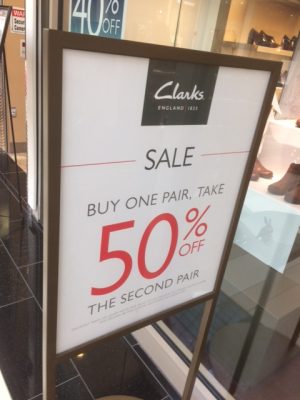 40%
OFF
Clarks.
ENGLAND 1825
SALE
BUY ONE PAIR, TAKE
50%
OFF
THE SECOND PAIR